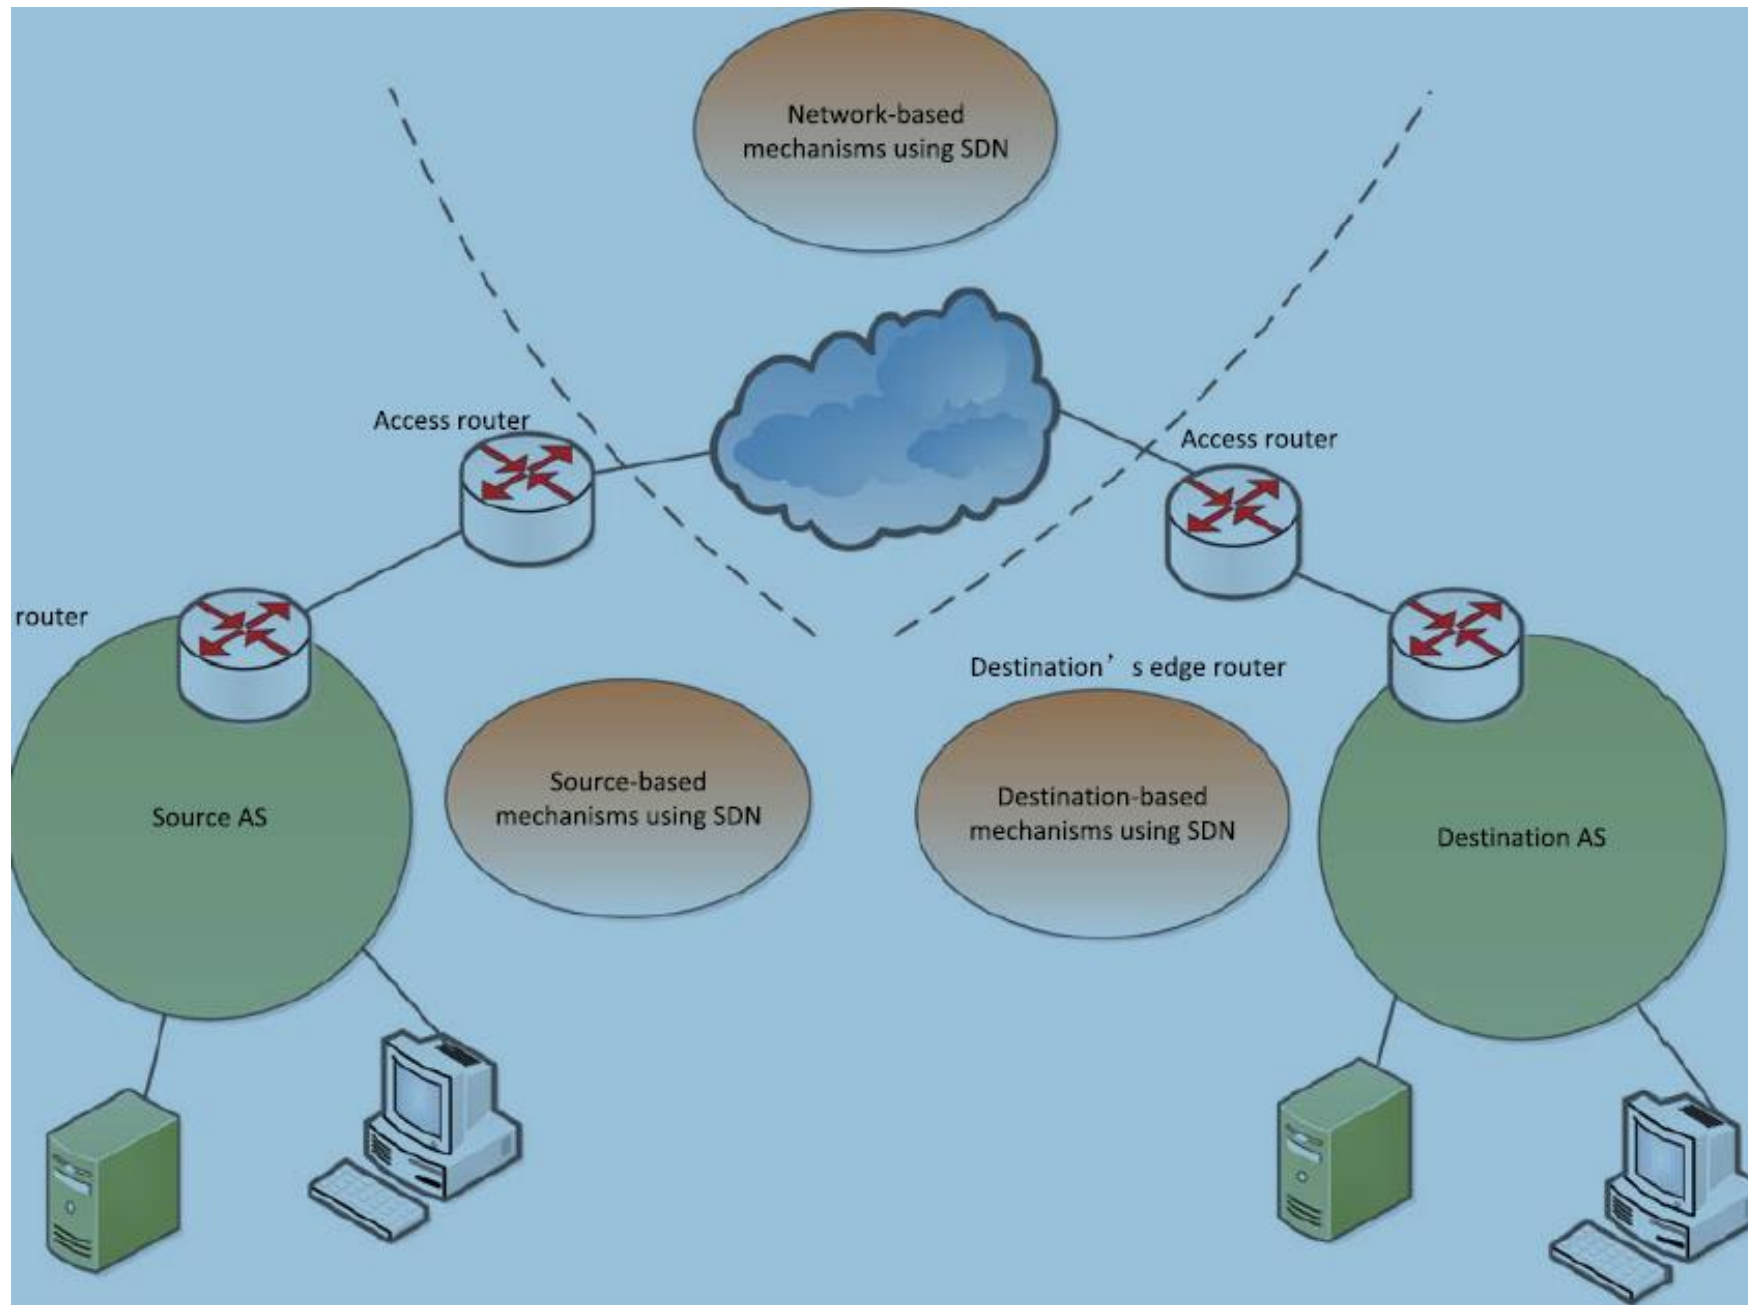 Network-based
mechanisms using SDN
Access router
Access router
router
Destination’s edge router
Source-based
mechanisms using SDN
Destination-based
mechanisms using SDN
Source AS
Destination AS